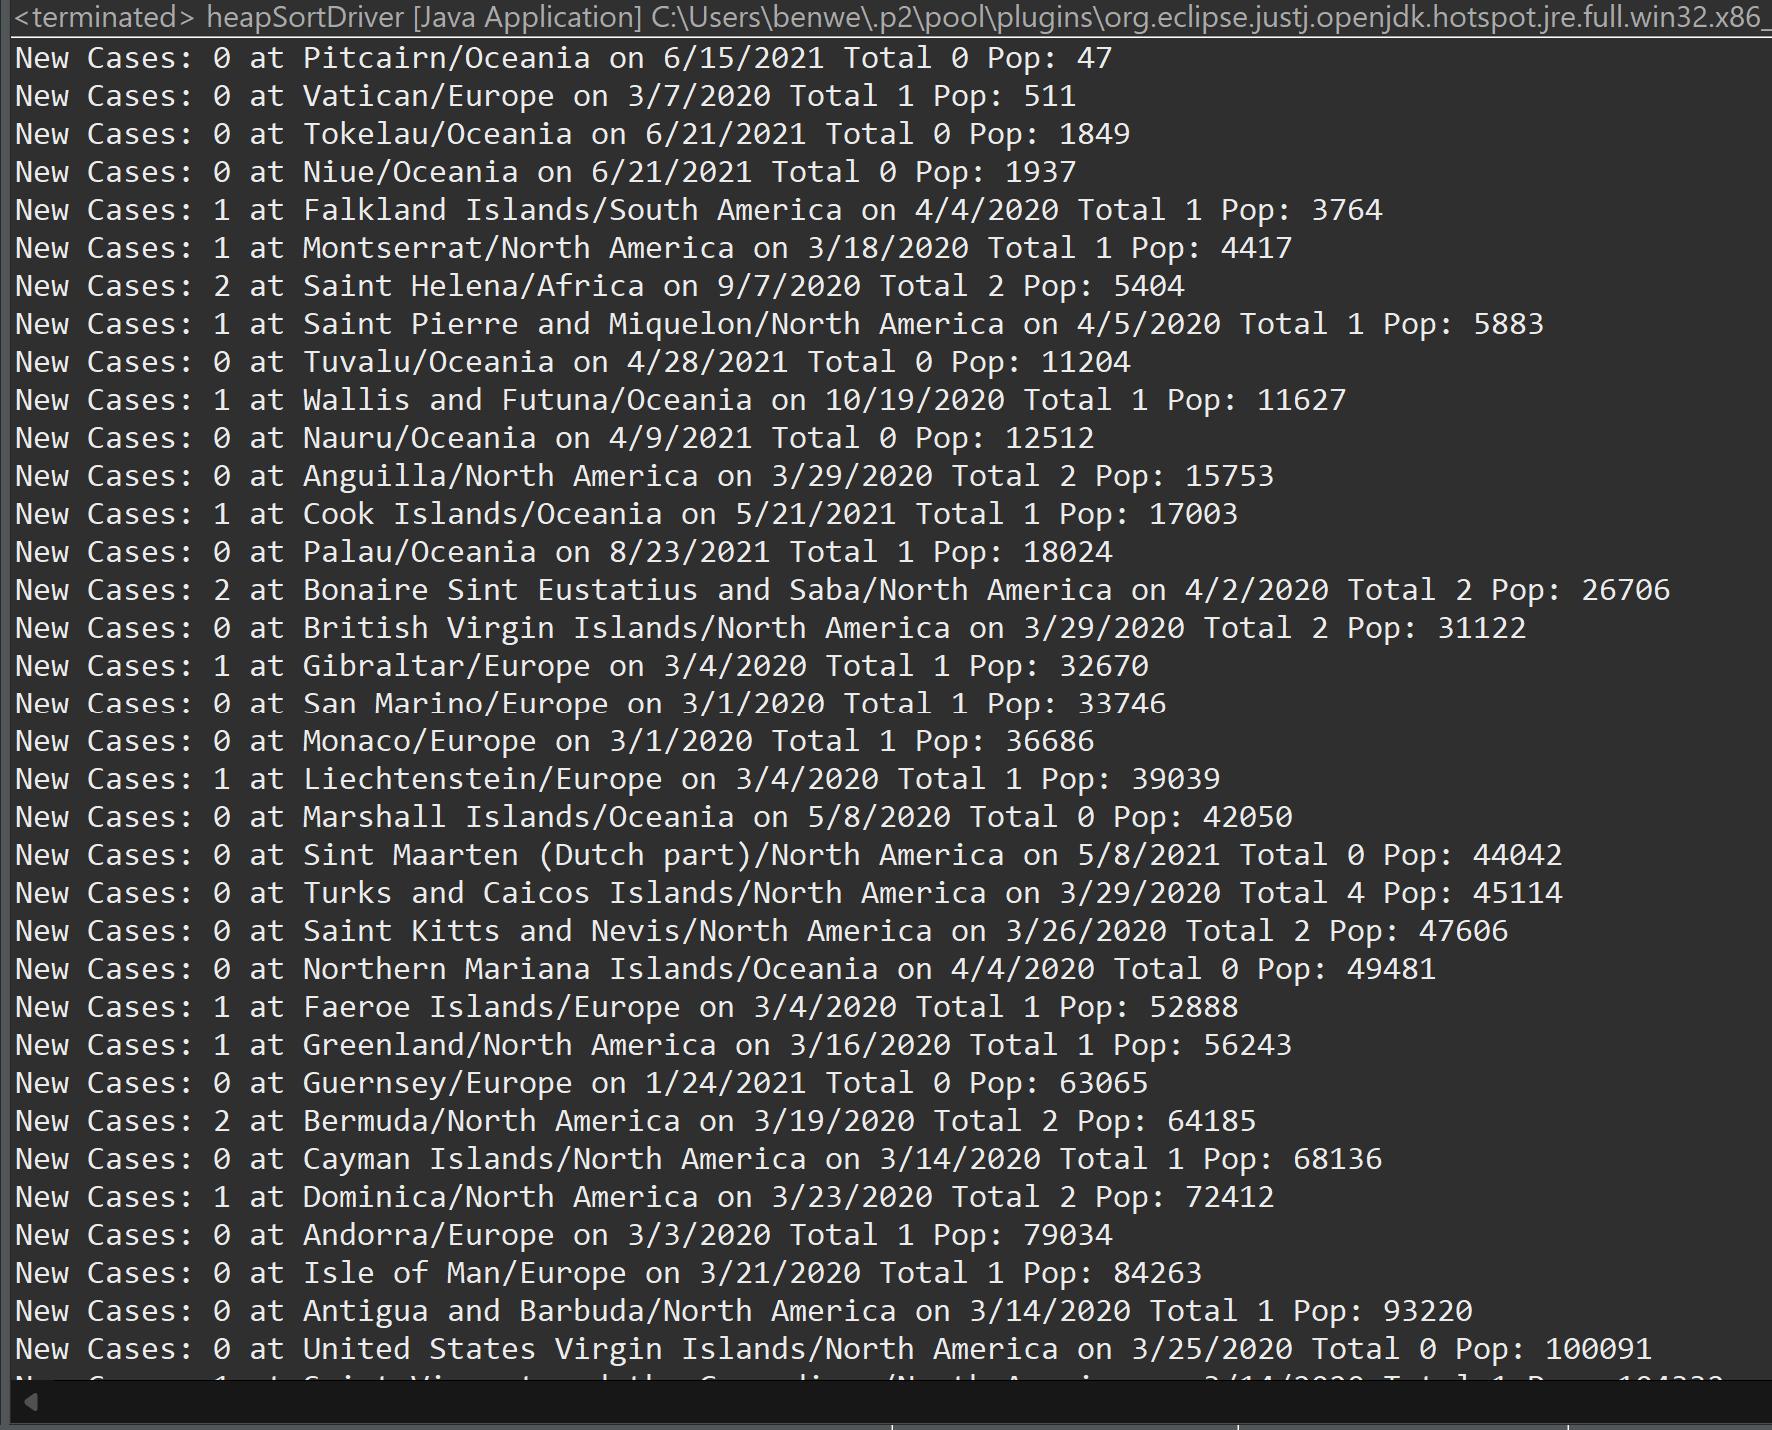 <terminated> heapSortDriver [Java Application] C:\Users\benwe\.p2\pool\plugins\org.eclipse.justj.openjdk.hotspot.jre.full.win32.x86_
New Cases: 0 at Pitcairn/Oceania on 6/15/2021 Total 0 Pop: 47
New Cases: 0 at Vatican/Europe on 3/7/2020 Total 1 Pop: 511
New Cases: 0 at Tokelau/Oceania on 6/21/2021 Total 0 Pop: 1849
New Cases: 0 at Niue/Oceania on 6/21/2021 Total 0 Pop: 1937
New Cases: 1 at Falkland Islands/South America on 4/4/2020 Total 1 Pop: 3764
New Cases: 1 at Montserrat/North America on 3/18/2020 Total 1 Pop: 4417
New Cases: 2 at Saint Helena/Africa on 9/7/2020 Total 2 Pop: 5404
New Cases: 1 at Saint Pierre and Miquelon/North America on 4/5/2020 Total 1 Pop: 5883
New Cases: 0 at Tuvalu/Oceania on 4/28/2021 Total 0 Pop: 11204
New Cases: 1 at Wallis and Futuna/Oceania on 10/19/2020 Total 1 Pop: 11627
New Cases: 0 at Nauru/Oceania on 4/9/2021 Total 0 Pop: 12512
New Cases: 0 at Anguilla/North America on 3/29/2020 Total 2 Pop: 15753
New Cases: 1 at Cook Islands/Oceania on 5/21/2021 Total 1 Pop: 17003
New Cases: 0 at Palau/Oceania on 8/23/2021 Total 1 Pop: 18024
New Cases: 2 at Bonaire Sint Eustatius and Saba/North America on 4/2/2020 Total 2 Pop: 26706
New Cases: 0 at British Virgin Islands/North America on 3/29/2020 Total 2 Pop: 31122
New Cases: 1 at Gibraltar/Europe on 3/4/2020 Total 1 Pop: 32670
New Cases: 0 at San Marino/Europe on 3/1/2020 Total 1 Pop: 33746
New Cases: 0 at Monaco/Europe on 3/1/2020 Total 1 Pop: 36686
New Cases: 1 at Liechtenstein/Europe on 3/4/2020 Total 1 Pop: 39039
New Cases: 0 at Marshall Islands/Oceania on 5/8/2020 Total 0 Pop: 42050
New Cases: 0 at Sint Maarten (Dutch part)/North America on 5/8/2021 Total 0 Pop: 44042
New Cases: 0 at Turks and Caicos Islands/North America on 3/29/2020 Total 4 Pop: 45114
New Cases: 0 at Saint Kitts and Nevis/North America on 3/26/2020 Total 2 Pop: 47606
New Cases: 0 at Northern Mariana Islands/Oceania on 4/4/2020 Total 0 Pop: 49481
New Cases: 1 at Faeroe Islands/Europe on 3/4/2020 Total 1 Pop: 52888
New Cases: 1 at Greenland/North America on 3/16/2020 Total 1 Pop: 56243
New Cases: 0 at Guernsey/Europe on 1/24/2021 Total 0 Pop: 63065
New Cases: 2 at Bermuda/North America on 3/19/2020 Total 2 Pop: 64185
New Cases: 0 at Cayman Islands/North America on 3/14/2020 Total 1 Pop: 68136
New Cases: 1 at Dominica/North America on 3/23/2020 Total 2 Pop: 72412
New Cases: 0 at Andorra/Europe on 3/3/2020 Total 1 Pop: 79034
New Cases: 0 at Isle of Man/Europe on 3/21/2020 Total 1 Pop: 84263
New Cases: 0 at Antigua and Barbuda/North America on 3/14/2020 Total 1 Pop: 93220
New Cases: 0 at United States Virgin Islands/North America on 3/25/2020 Total 0 Pop: 100091